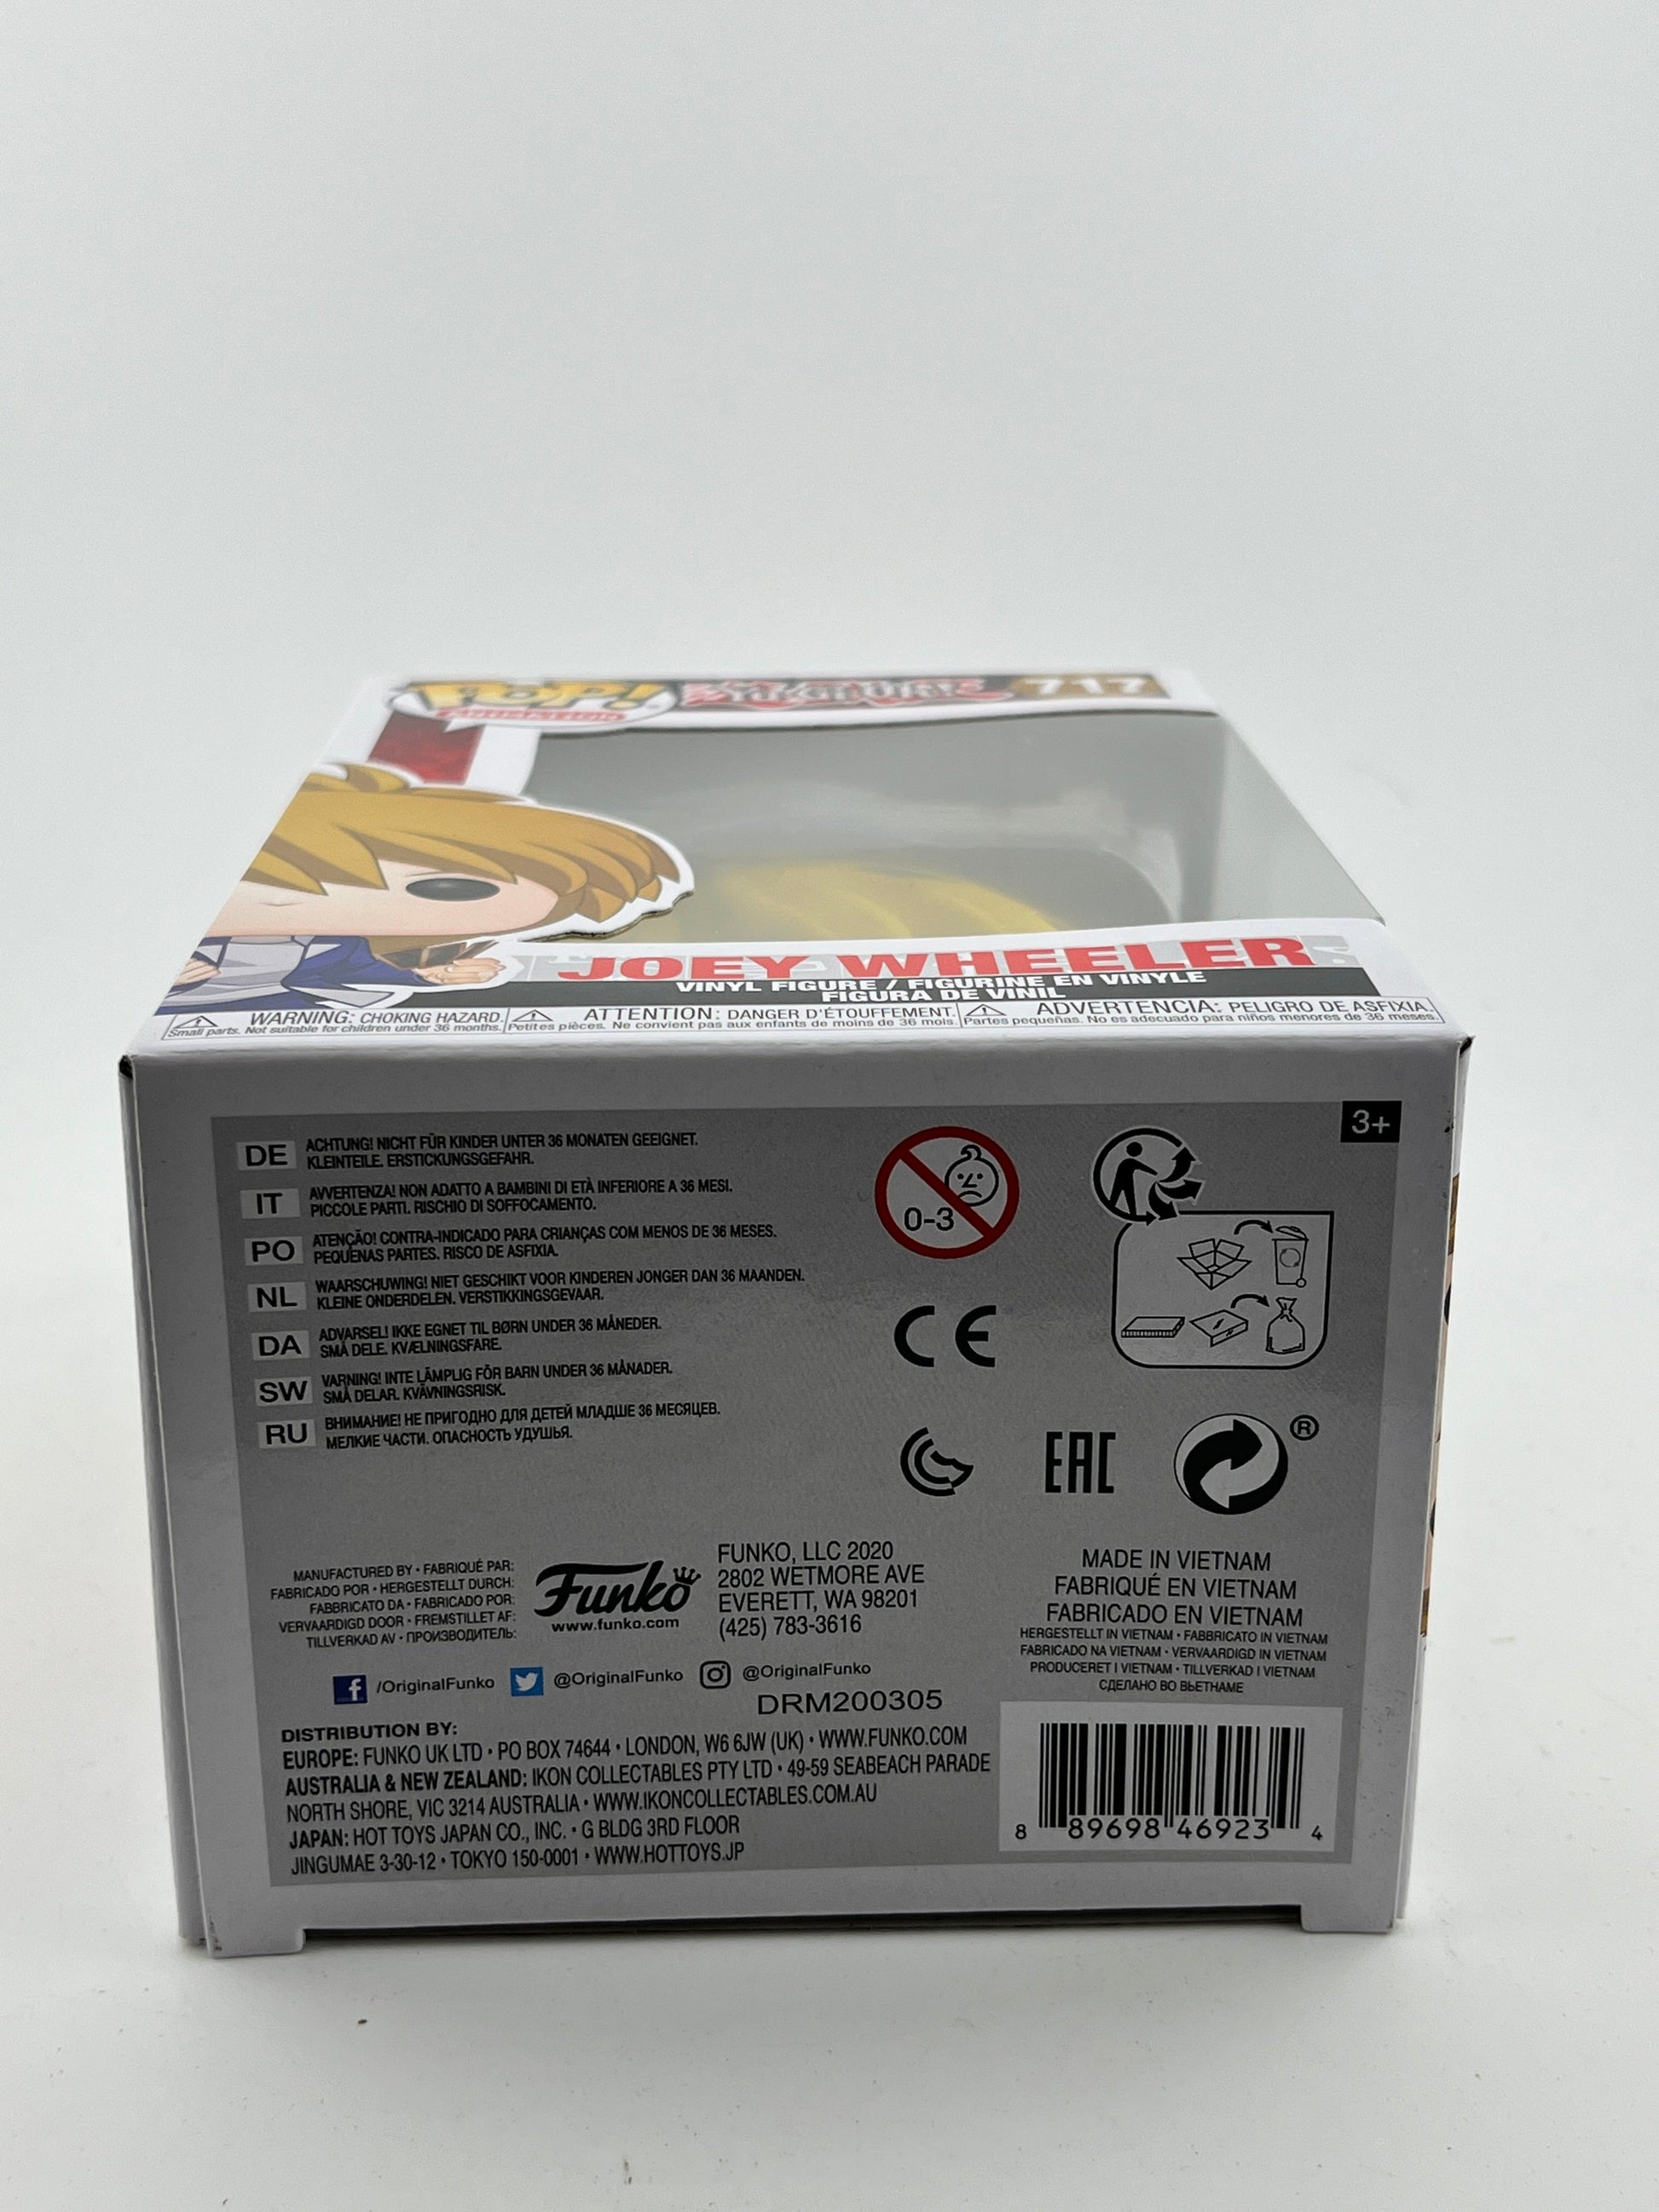 POP!
ANIMATION
YU-GI-OH!
717
JOEY WHEELER
VINYL FIGURE / FIGURINE EN VINYLE
FIGURA DE VINIL
WARNING: CHOKING HAZARD.
Small parts. Not suitable for children under 36 months.
ATTENTION: DANGER D'ÉTOUFFEMENT.
Petites pièces. Ne convient pas aux enfants de moins de 36 mois.
ADVERTENCIA: PELIGRO DE ASFIXIA.
Partes pequeñas. No es adecuado para niños menores de 36 meses.
3+
DE ACHTUNG! NICHT FÜR KINDER UNTER 36 MONATEN GEEIGNET.
KLEINTEILE. ERSTICKUNGSGEFAHR.
IT AVVERTENZA! NON ADATTO A BAMBINI DI ETÀ INFERIORE A 36 MESI.
PICCOLE PARTI. RISCHIO DI SOFFOCAMENTO.
PO ATENÇÃO! CONTRA-INDICADO PARA CRIANÇAS COM MENOS DE 36 MESES.
PEQUENAS PARTES. RISCO DE ASFIXIA.
NL WAARSCHUWING! NIET GESCHIKT VOOR KINDEREN JONGER DAN 36 MAANDEN.
KLEINE ONDERDELEN. VERSTIKKINGSGEVAAR.
DA ADVARSEL! IKKE EGNET TIL BØRN UNDER 36 MÅNEDER.
SMÅ DELE. KVÆLNINGSFARE.
SW VARNING! INTE LÄMPLIG FÖR BARN UNDER 36 MÅNADER.
SMÅ DELAR. KVÄVNINGSRISK.
RU ВНИМАНИЕ! НЕ ПРИГОДНО ДЛЯ ДЕТЕЙ МЛАДШЕ 36 МЕСЯЦЕВ.
МЕЛКИЕ ЧАСТИ. ОПАСНОСТЬ УДУШЬЯ.
0-3
CE
EAC
®
MANUFACTURED BY • FABRIQUÉ PAR:
FABRICADO POR • HERGESTELLT DURCH:
FABBRICATO DA • FABRICADO POR:
VERVAARDIGD DOOR • FREMSTILLET AF:
TILLVERKAD AV • ПРОИЗВОДИТЕЛЬ:
Funko
www.funko.com
FUNKO, LLC 2020
2802 WETMORE AVE
EVERETT, WA 98201
(425) 783-3616
/OriginalFunko @OriginalFunko @OriginalFunko
DRM200305
MADE IN VIETNAM
FABRIQUÉ EN VIETNAM
FABRICADO EN VIETNAM
HERGESTELLT IN VIETNAM • FABBRICATO IN VIETNAM
FABRICADO NA VIETNAM • VERVAARDIGD IN VIETNAM
PRODUCERET I VIETNAM • TILLVERKAD I VIETNAM
СДЕЛАНО ВО ВЬЕТНАМЕ
DISTRIBUTION BY:
EUROPE: FUNKO UK LTD • PO BOX 74644 • LONDON, W6 6JW (UK) • WWW.FUNKO.COM
AUSTRALIA & NEW ZEALAND: IKON COLLECTABLES PTY LTD • 49-59 SEABEACH PARADE
NORTH SHORE, VIC 3214 AUSTRALIA • WWW.IKONCOLLECTABLES.COM.AU
JAPAN: HOT TOYS JAPAN CO., INC. • G BLDG 3RD FLOOR
JINGUMAE 3-30-12 • TOKYO 150-0001 • WWW.HOTTOYS.JP
8 89698 46923 4